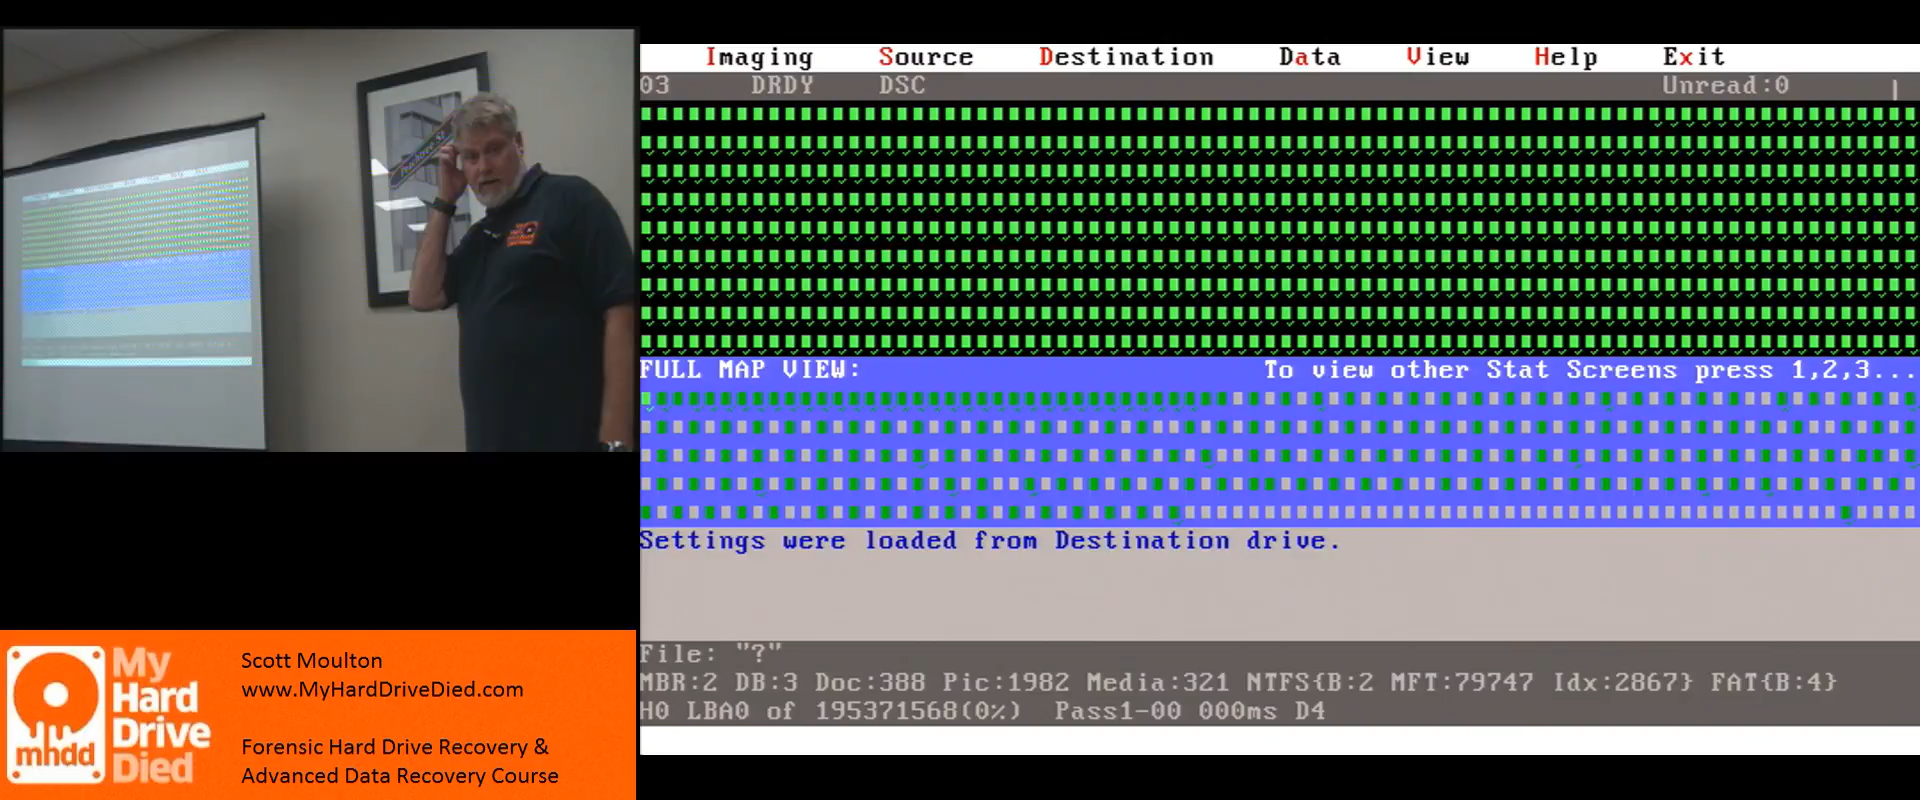 Imaging Source Destination Data View Help Exit
03 DRDY DSC Unread:0
FULL MAP VIEW: To view other Stat Screens press 1,2,3...
Settings were loaded from Destination drive.
File: "?"
MBR:2 DB:3 Doc:388 Pic:1982 Media:321 NTFS{B:2 MFT:79747 Idx:2867} FAT{B:4}
H0 LBA0 of 195371568(0%) Pass1-00 000ms D4
My
Hard
Drive
Died
mhdd
Scott Moulton
www.MyHardDriveDied.com
Forensic Hard Drive Recovery &
Advanced Data Recovery Course